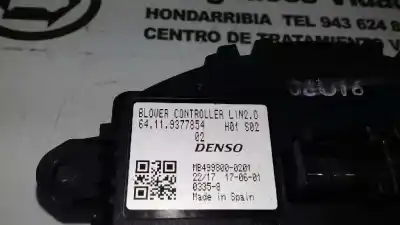 HONDARRIBIA / TEL 943 624 8
CENTRO DE TRATAMIENTO V
BLOWER CONTROLLER LIN2.0
64.11.9377854 H01 S02
02
DENSO
MB499800-0201
22/17 17-06-01
0335-8
Made in Spain